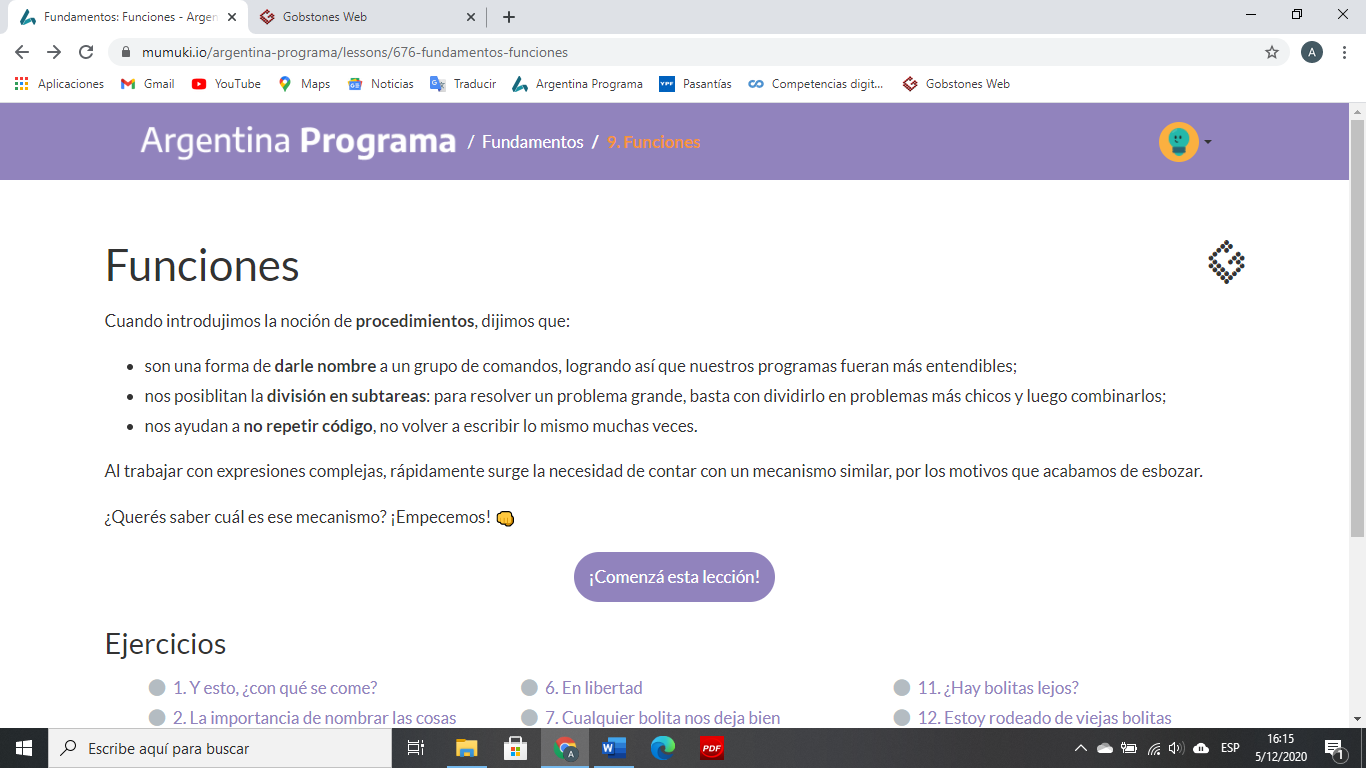 Fundamentos: Funciones - Argen
Gobstones Web
mumuki.io/argentina-programa/lessons/676-fundamentos-funciones
A
Aplicaciones
Gmail
YouTube
Maps
Noticias
Traducir
Argentina Programa
YPF
Pasantías
Competencias digit...
Gobstones Web
Argentina Programa / Fundamentos / 9. Funciones
Funciones
Cuando introdujimos la noción de procedimientos, dijimos que:
son una forma de darle nombre a un grupo de comandos, logrando así que nuestros programas fueran más entendibles;
nos posiblitan la división en subtareas: para resolver un problema grande, basta con dividirlo en problemas más chicos y luego combinarlos;
nos ayudan a no repetir código, no volver a escribir lo mismo muchas veces.
Al trabajar con expresiones complejas, rápidamente surge la necesidad de contar con un mecanismo similar, por los motivos que acabamos de esbozar.
¿Querés saber cuál es ese mecanismo? ¡Empecemos!
¡Comenzá esta lección!
Ejercicios
1. Y esto, ¿con qué se come?
6. En libertad
11. ¿Hay bolitas lejos?
2. La importancia de nombrar las cosas
7. Cualquier bolita nos deja bien
12. Estoy rodeado de viejas bolitas
Escribe aquí para buscar
A
W
PDF
ESP
16:15
5/12/2020
1